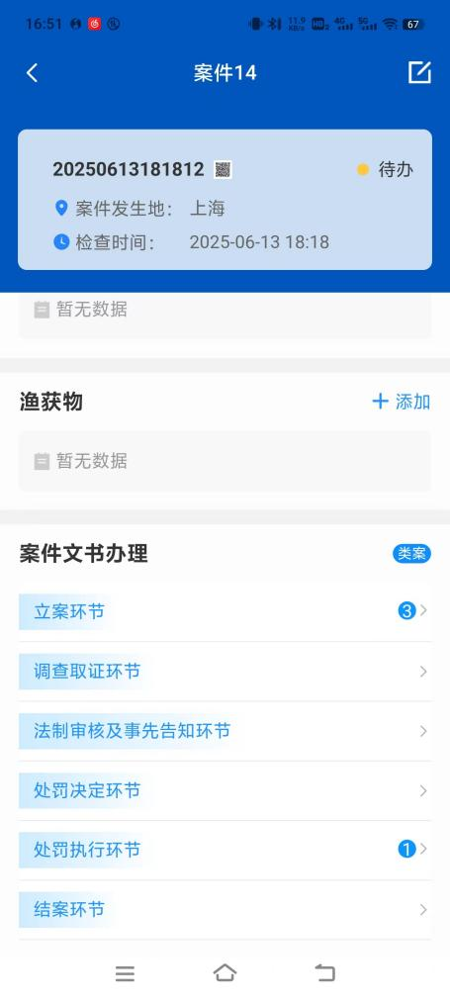 16:51
11.9
KB/s
HD 2
4G
5G
67
案件14
20250613181812
待办
案件发生地： 上海
检查时间： 2025-06-13 18:18
暂无数据
渔获物
添加
暂无数据
案件文书办理
类案
立案环节
3
调查取证环节
法制审核及事先告知环节
处罚决定环节
处罚执行环节
1
结案环节